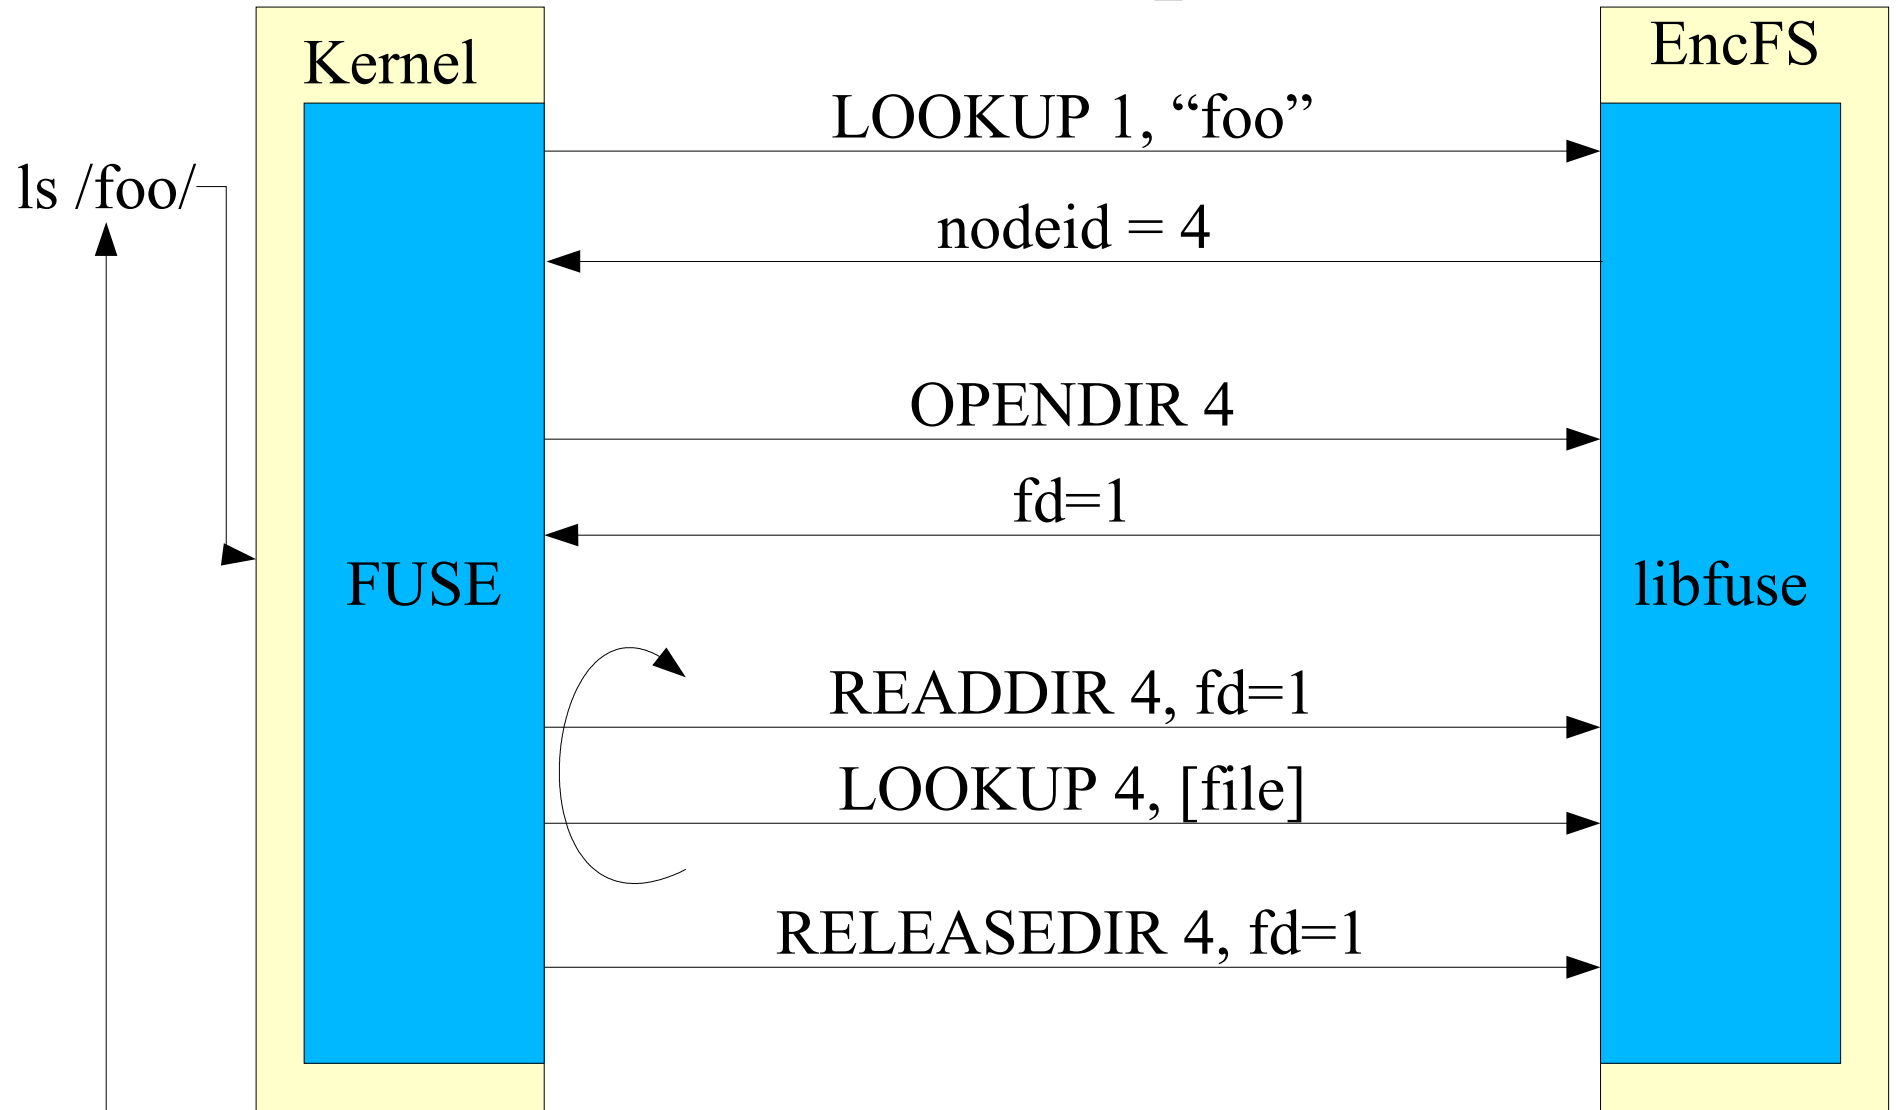 Kernel
EncFS
LOOKUP 1, “foo”
ls /foo/
nodeid = 4
OPENDIR 4
fd=1
FUSE
libfuse
READDIR 4, fd=1
LOOKUP 4, [file]
RELEASEDIR 4, fd=1